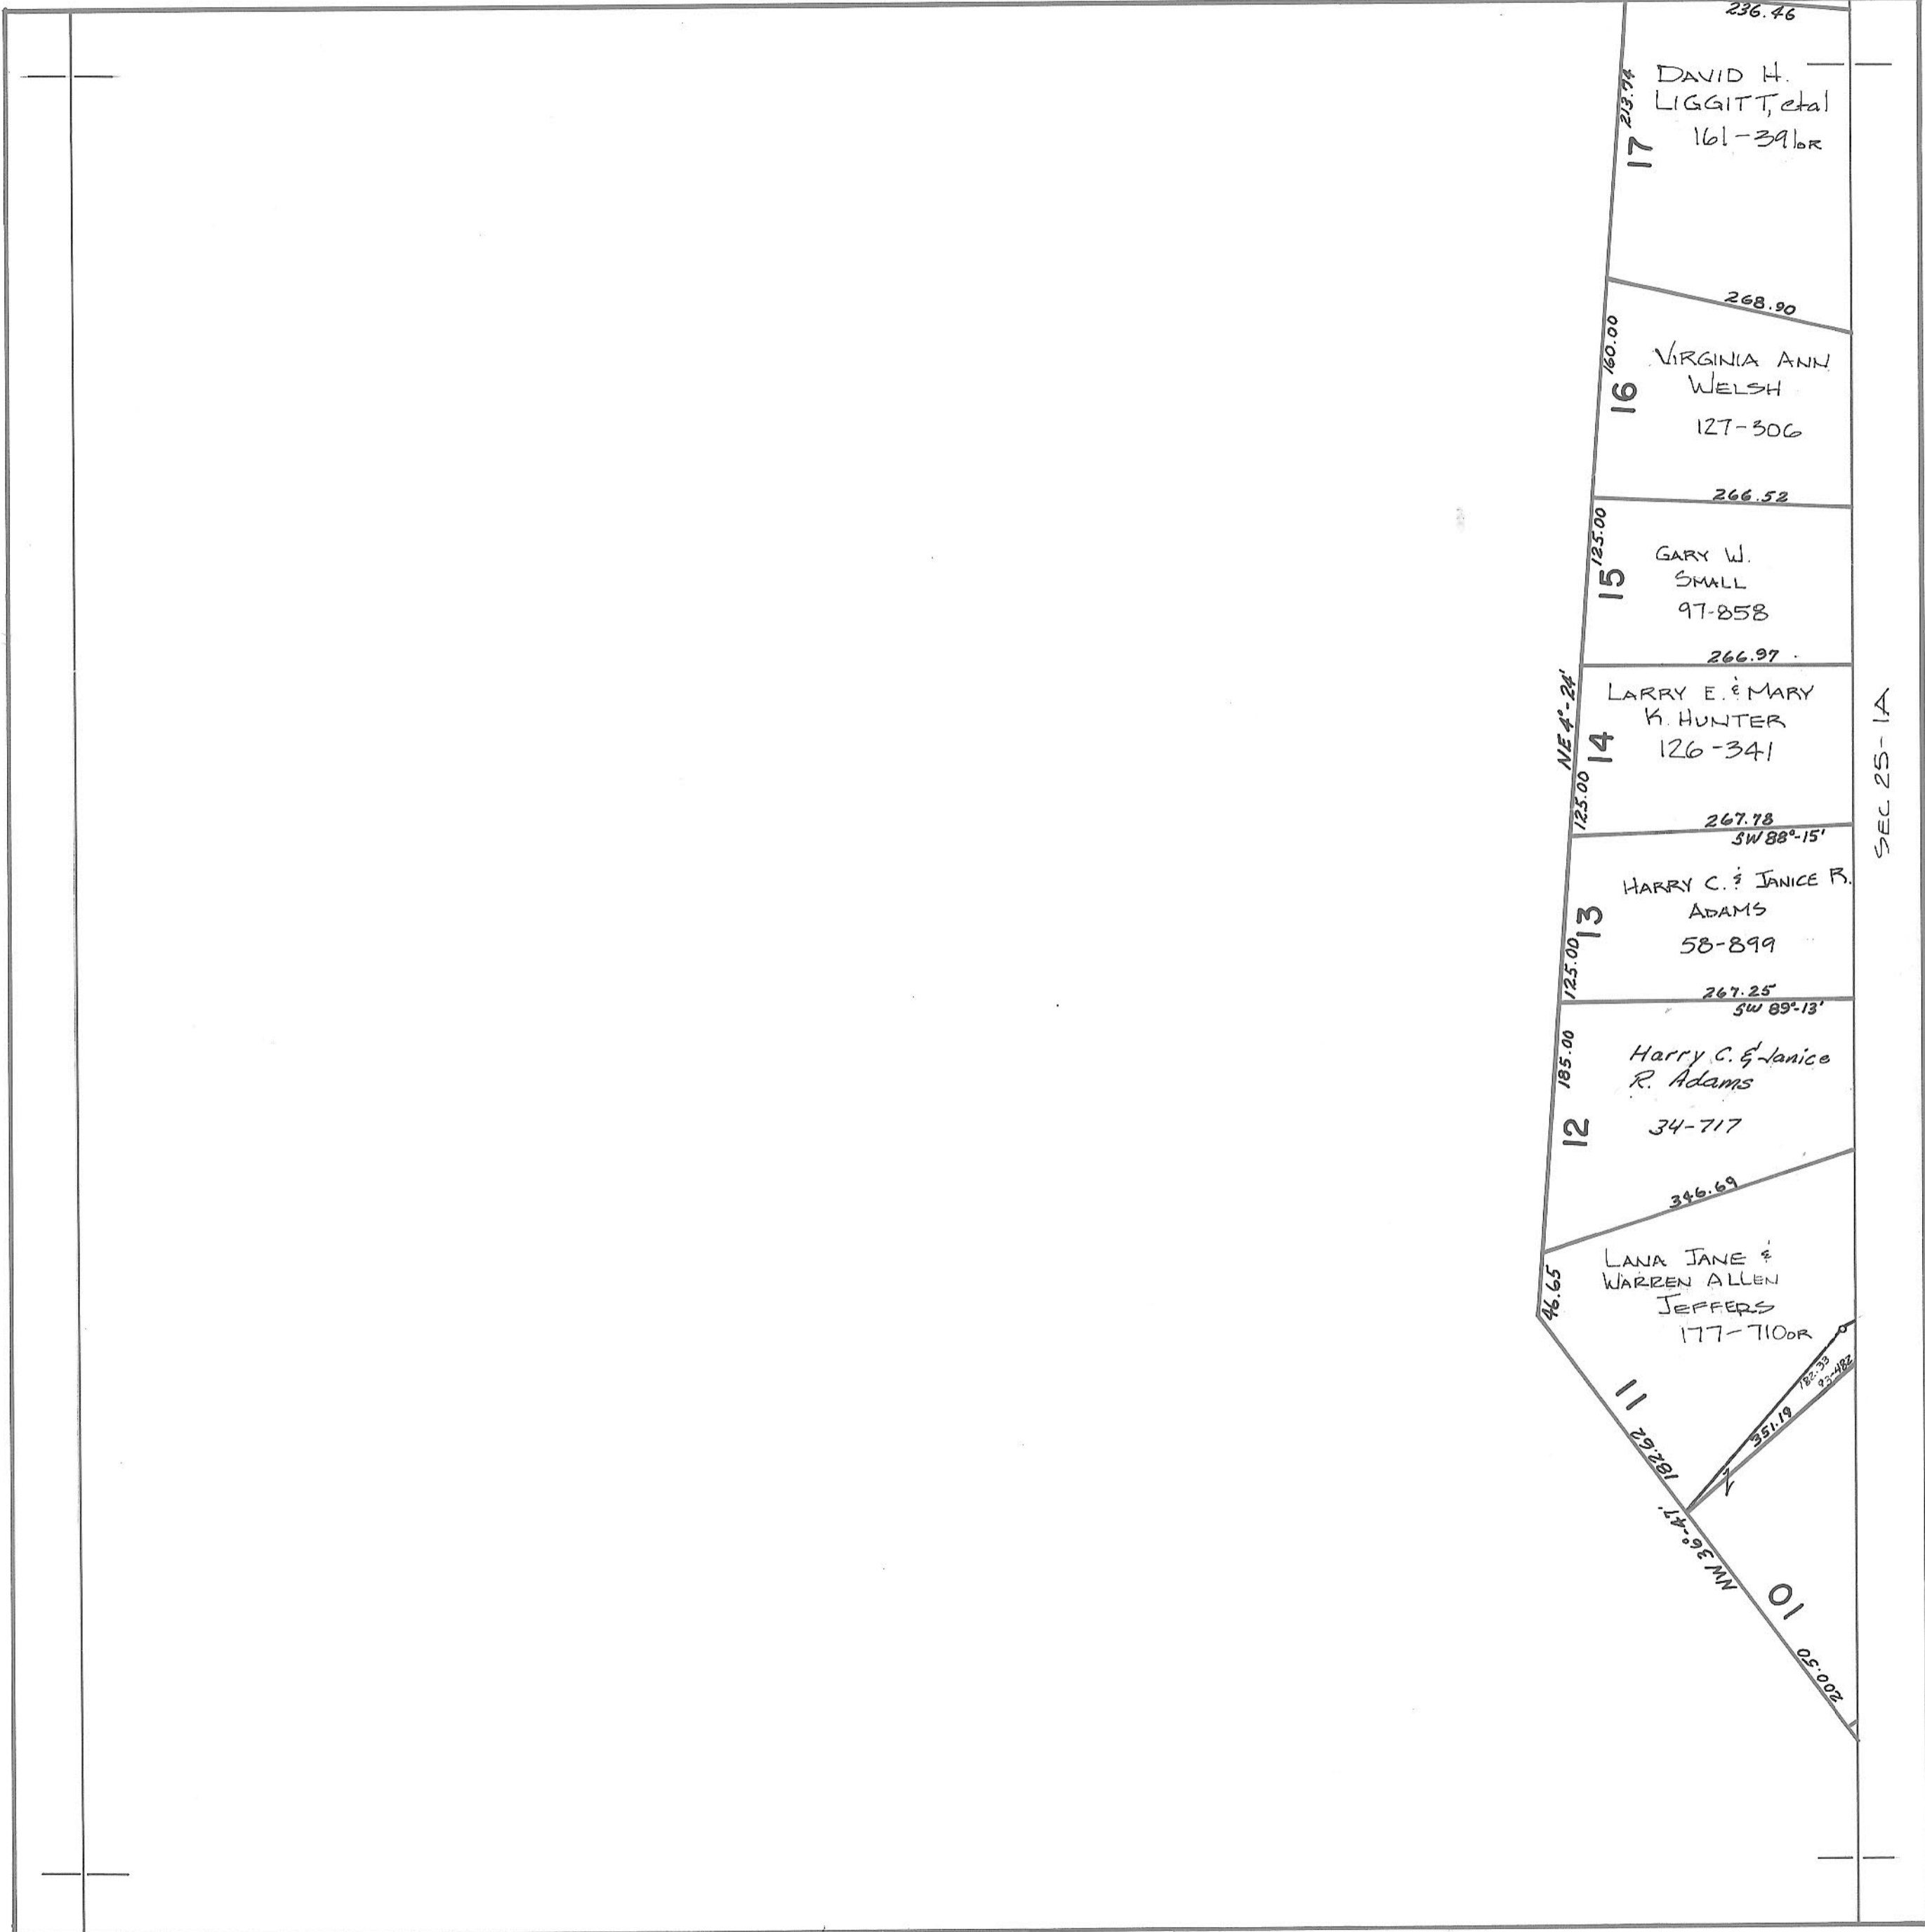 236.46
213.74
17
DAVID H.
LIGGITT, etal
161-391OR
268.90
160.00
16
VIRGINIA ANN
WELSH
127-306
266.52
125.00
15
GARY W.
SMALL
97-858
266.97
NE 4°-24'
14
125.00
LARRY E. & MARY
K. HUNTER
126-341
267.78
SW 88°-15'
SEC 25-1A
13
125.00
HARRY C. & JANICE R.
ADAMS
58-899
267.25
SW 89°-13'
185.00
12
Harry C. & Janice
R. Adams
34-717
346.69
46.65
LANA JANE &
WARREN ALLEN
JEFFERS
177-710OR
11
182.62
182.33
93-482
351.19
NW 36°-47'
10
200.50